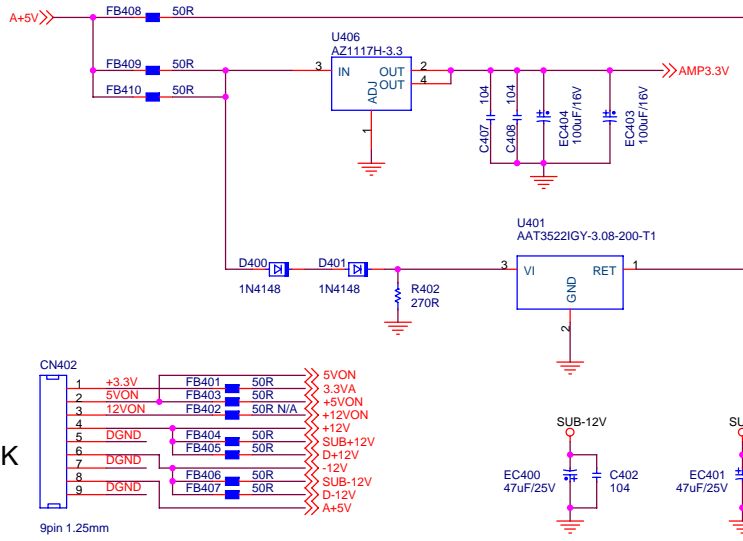 A+5V
FB408 50R
FB409 50R
FB410 50R
U406
AZ1117H-3.3
3 IN OUT 2
OUT 4
ADJ
1
AMP3.3V
C407 104
C408 104
EC404
100uF/16V
EC403
100uF/16V
U401
AAT3522IGY-3.08-200-T1
3 VI RET 1
GND
2
D400
1N4148
D401
1N4148
R402
270R
CN402
1 +3.3V FB401 50R 5VON
2 5VON FB403 50R 3.3VA
3 12VON FB402 50R N/A +5VON
4 +12VON
5 DGND FB404 50R +12V
6 FB405 50R SUB+12V
7 DGND D+12V
8 FB406 50R -12V
9 DGND FB407 50R SUB-12V
D-12V
A+5V
9pin 1.25mm
K
SUB-12V
EC400
47uF/25V
C402
104
SU
EC401
47uF/25V